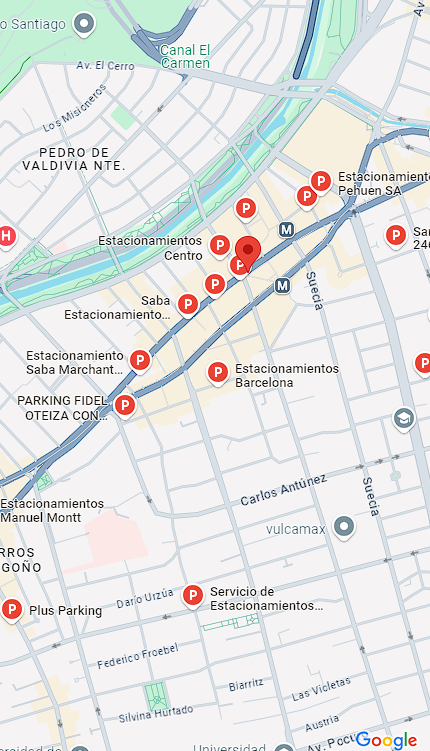 o Santiago
Canal El
Carmen
Av. El Cerro
Av
Los Misioneros
PEDRO DE
VALDIVIA NTE.
P
Estacionamiento
Pehuen SA
P
P
H
Estacionamientos
Centro
P
M
P
San
246
P
Saba
Estacionamiento...
P
P
M
Suecia
Estacionamiento
Saba Marchant...
P
P
Estacionamientos
Barcelona
P
PARKING FIDEL
OTEIZA CON...
P
Carlos Antúnez
Suecia
Estacionamientos
Manuel Montt
vulcamax
RROS
GOÑO
Darío Urzúa
P
Servicio de
Estacionamientos...
P
Plus Parking
Federico Froebel
Biarritz
Las Violetas
Silvina Hurtado
Austria
Av. Pocu
Google
Universidad